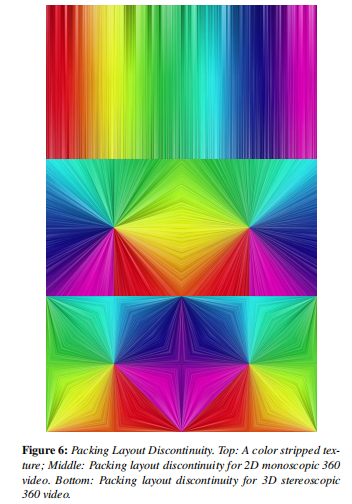 Figure 6: Packing Layout Discontinuity. Top: A color stripped tex-
ture; Middle: Packing layout discontinuity for 2D monoscopic 360
video. Bottom: Packing layout discontinuity for 3D stereoscopic
360 video.